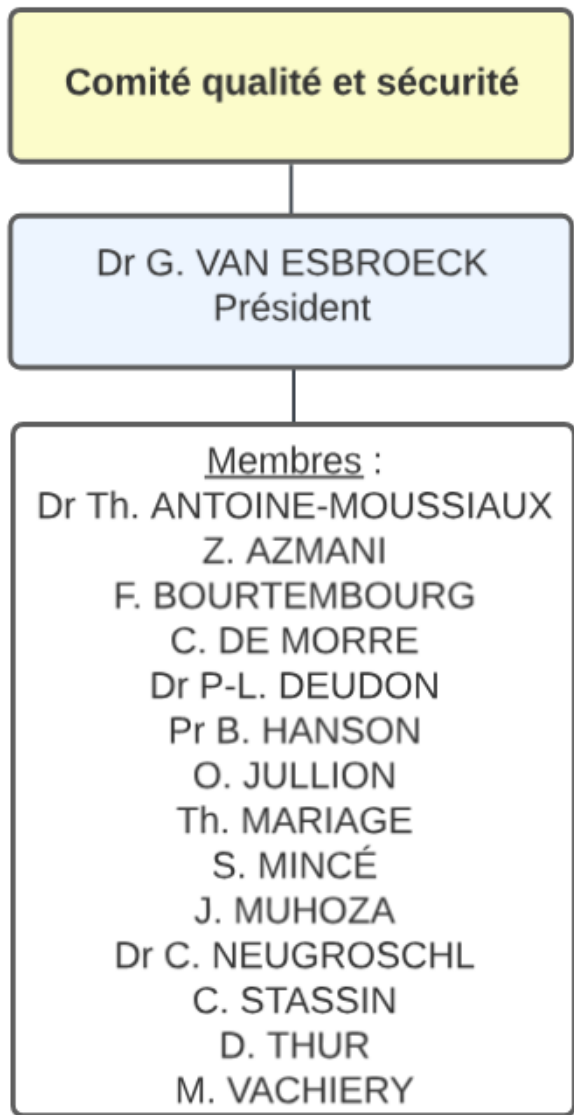 Comité qualité et sécurité
Dr G. VAN ESBROECK
Président
Membres :
Dr Th. ANTOINE-MOUSSIAUX
Z. AZMANI
F. BOURTEMBOURG
C. DE MORRE
Dr P-L. DEUDON
Pr B. HANSON
O. JULLION
Th. MARIAGE
S. MINCÉ
J. MUHOZA
Dr C. NEUGROSCHL
C. STASSIN
D. THUR
M. VACHIERY